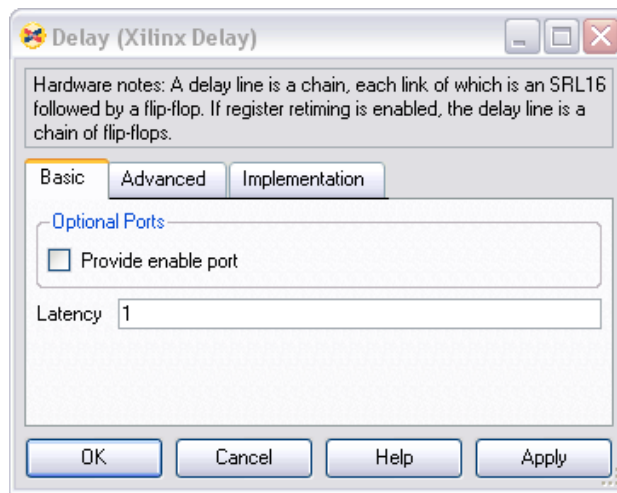 Delay (Xilinx Delay)
Hardware notes: A delay line is a chain, each link of which is an SRL16
followed by a flip-flop. If register retiming is enabled, the delay line is a
chain of flip-flops.
Basic Advanced Implementation
Optional Ports
Provide enable port
Latency 1
OK Cancel Help Apply